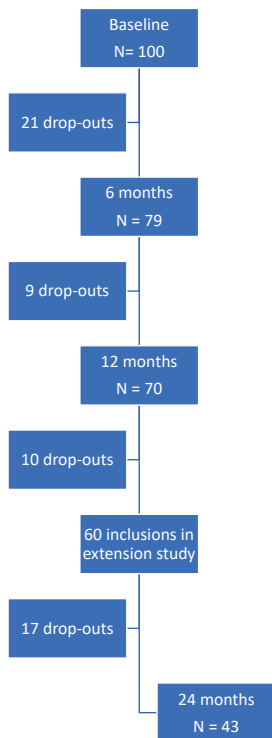 Baseline
N= 100
21 drop-outs
6 months
N = 79
9 drop-outs
12 months
N = 70
10 drop-outs
60 inclusions in
extension study
17 drop-outs
24 months
N = 43